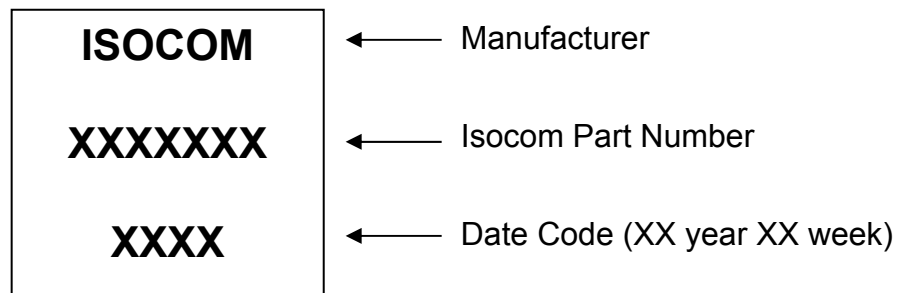 ISOCOM Manufacturer
XXXXXXX Isocom Part Number
XXXX Date Code (XX year XX week)